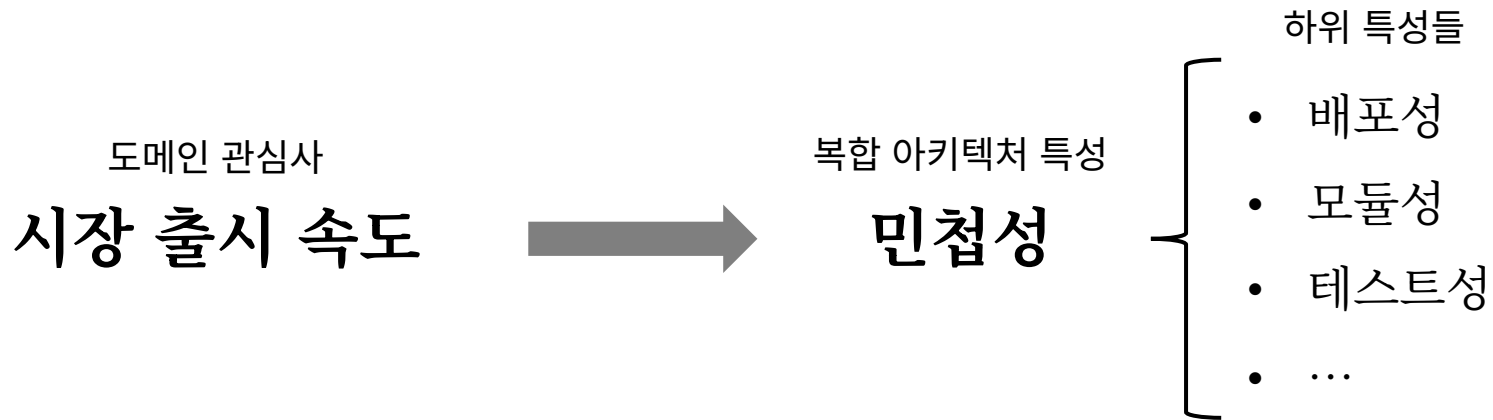 도메인 관심사
시장 출시 속도
복합 아키텍처 특성
민첩성
하위 특성들
• 배포성
• 모듈성
• 테스트성
• …